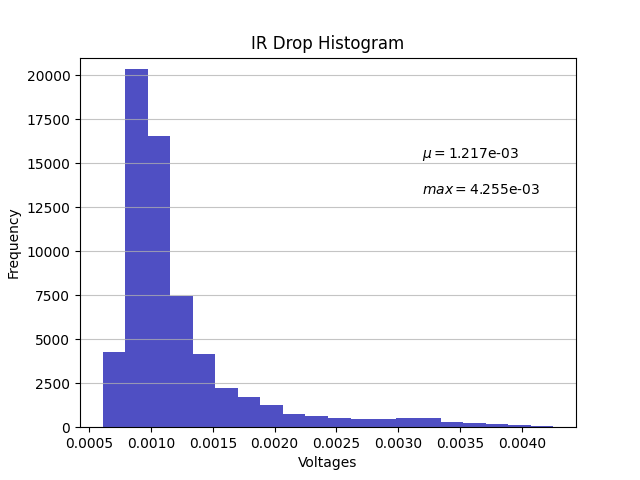 IR Drop Histogram
20000
17500
15000
12500
10000
7500
5000
2500
0
Frequency
μ = 1.217e-03
max = 4.255e-03
0.0005 0.0010 0.0015 0.0020 0.0025 0.0030 0.0035 0.0040
Voltages